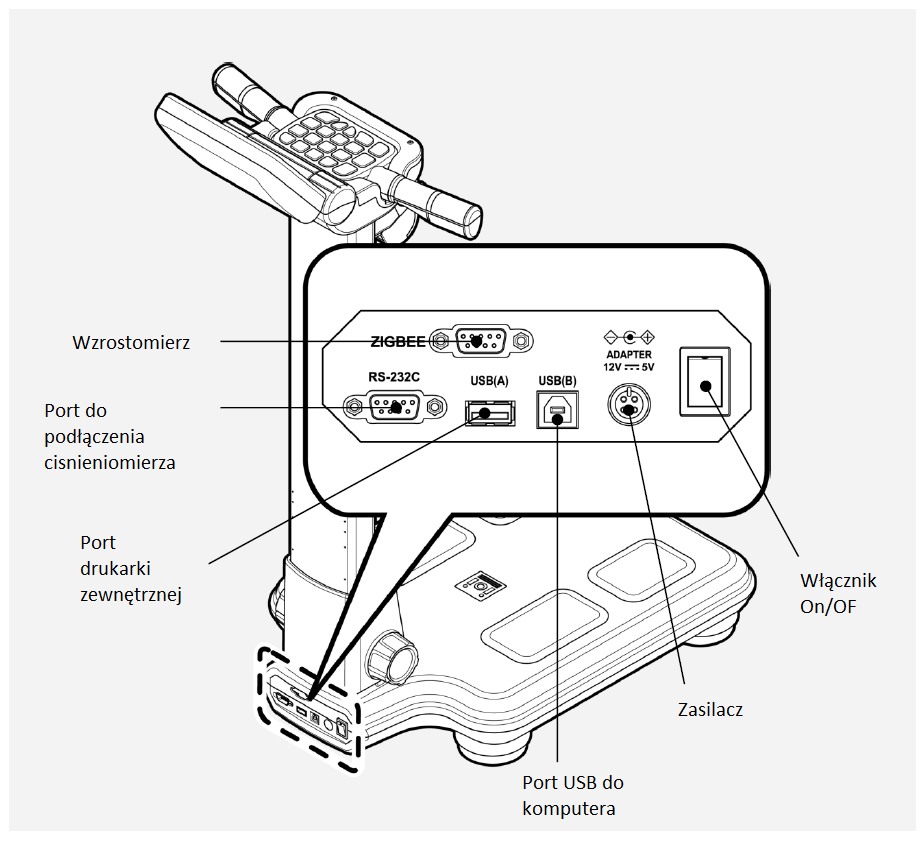 Wzrostomierz
ZIGBEE
ADAPTER
12V ⎓ 5V
RS-232C
USB(A)
USB(B)
Port do
podłączenia
cisnieniomierza
Port
drukarki
zewnętrznej
Włącznik
On/OF
Zasilacz
Port USB do
komputera